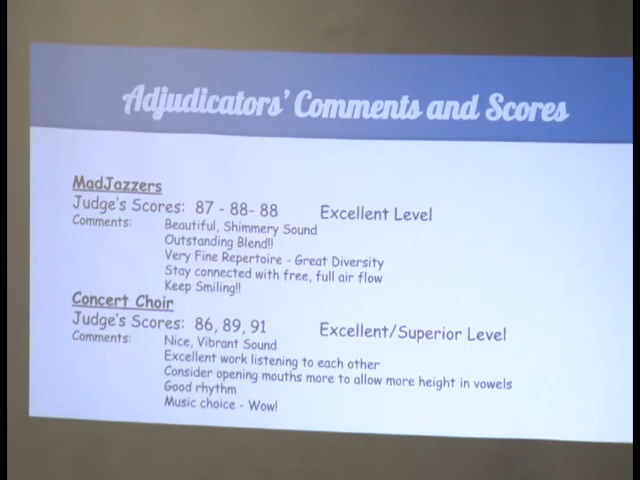 Adjudicators' Comments and Scores
MadJazzers
Judge's Scores: 87 - 88- 88 Excellent Level
Comments: Beautiful, Shimmery Sound
Outstanding Blend!!
Very Fine Repertoire - Great Diversity
Stay connected with free, full air flow
Keep Smiling!!
Concert Choir
Judge's Scores: 86, 89, 91 Excellent/Superior Level
Comments: Nice, Vibrant Sound
Excellent work listening to each other
Consider opening mouths more to allow more height in vowels
Good rhythm
Music choice - Wow!